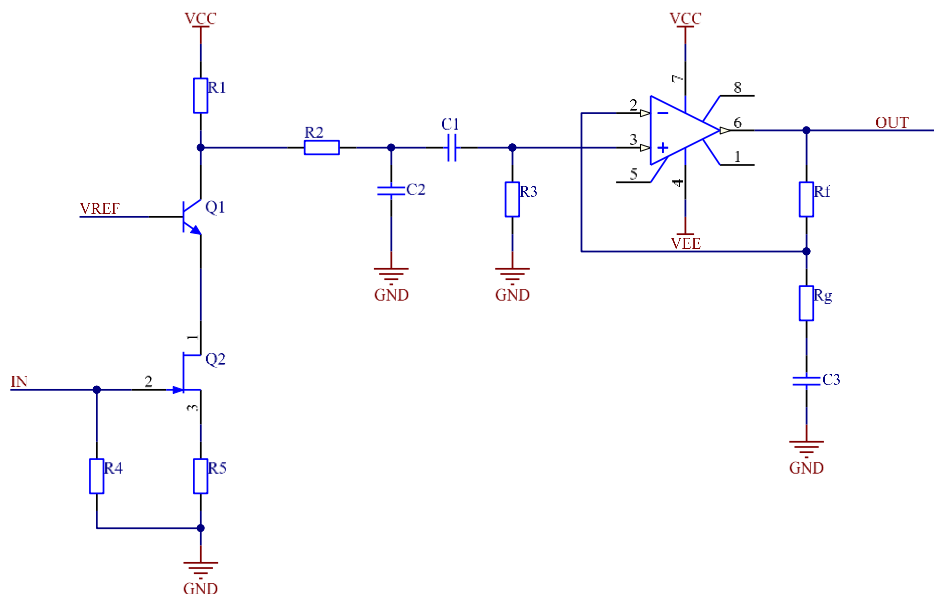 VCC
VCC
R1
7
8
2
C1
R2
6
OUT
3
C2
R3
5
4
1
Rf
VREF
Q1
VEE
GND
GND
Rg
1
Q2
IN
2
3
C3
R4
R5
GND
GND